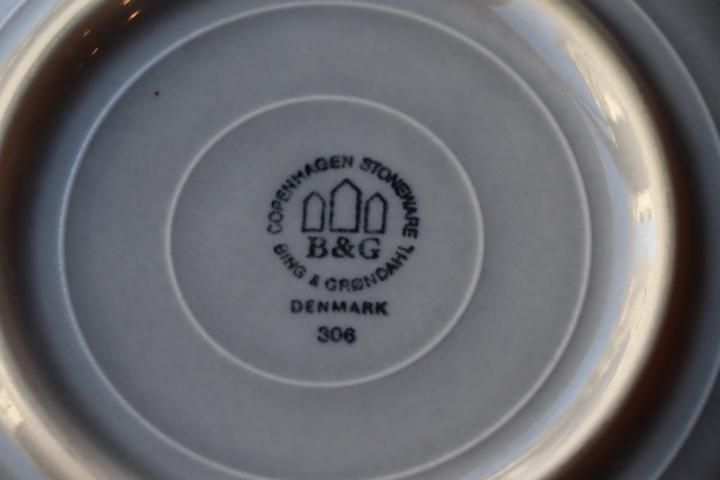 COPENHAGEN STONEWARE
B&G
BING & GRØNDAHL
DENMARK
306